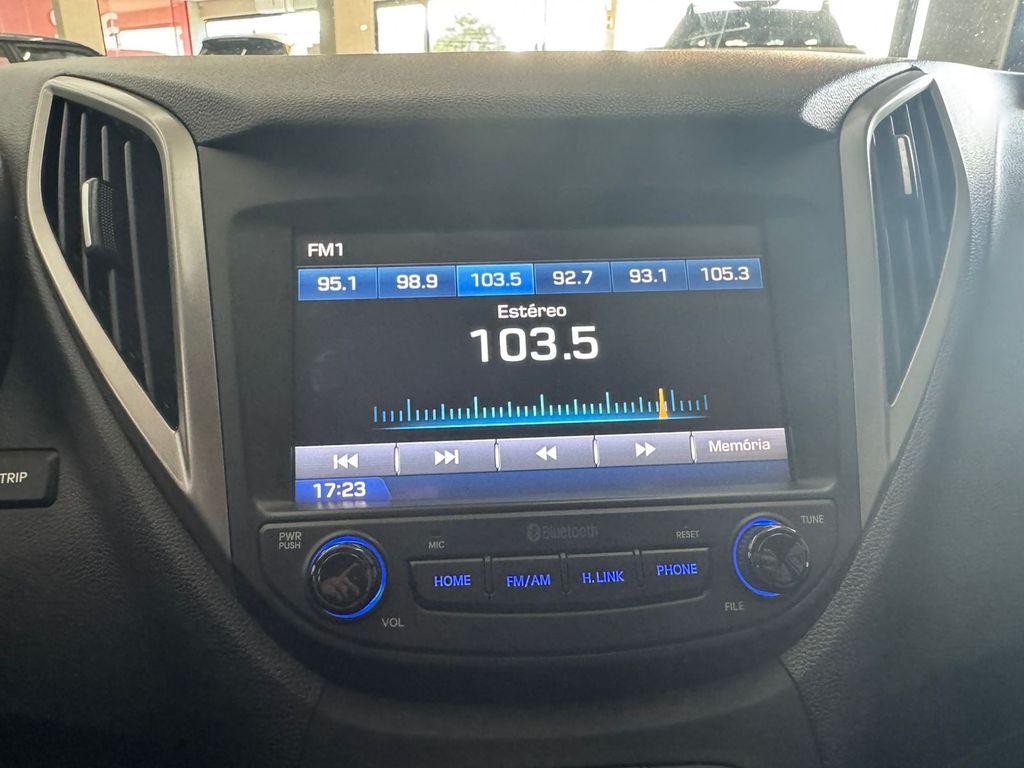 FM1
95.1 98.9 103.5 92.7 93.1 105.3
Estéreo
103.5
Memória
17:23
TRIP
PWR
PUSH
MIC
Bluetooth
RESET
TUNE
HOME
FM/AM
H.LINK
PHONE
VOL
FILE